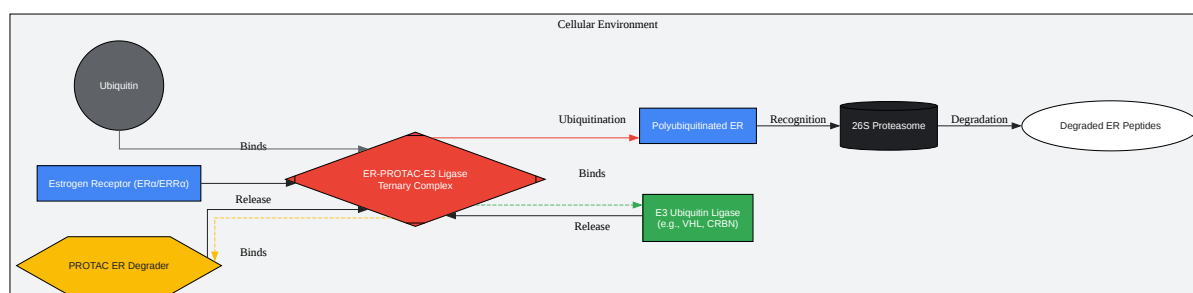 Cellular Environment
Ubiquitin
Ubiquitination
Polyubiquitinated ER
Recognition
26S Proteasome
Degradation
Degraded ER Peptides
Binds
ER-PROTAC-E3 Ligase
Ternary Complex
Binds
Estrogen Receptor (ERα/ERRα)
Release
E3 Ubiquitin Ligase
(e.g., VHL, CRBN)
Release
Binds
PROTAC ER Degrader